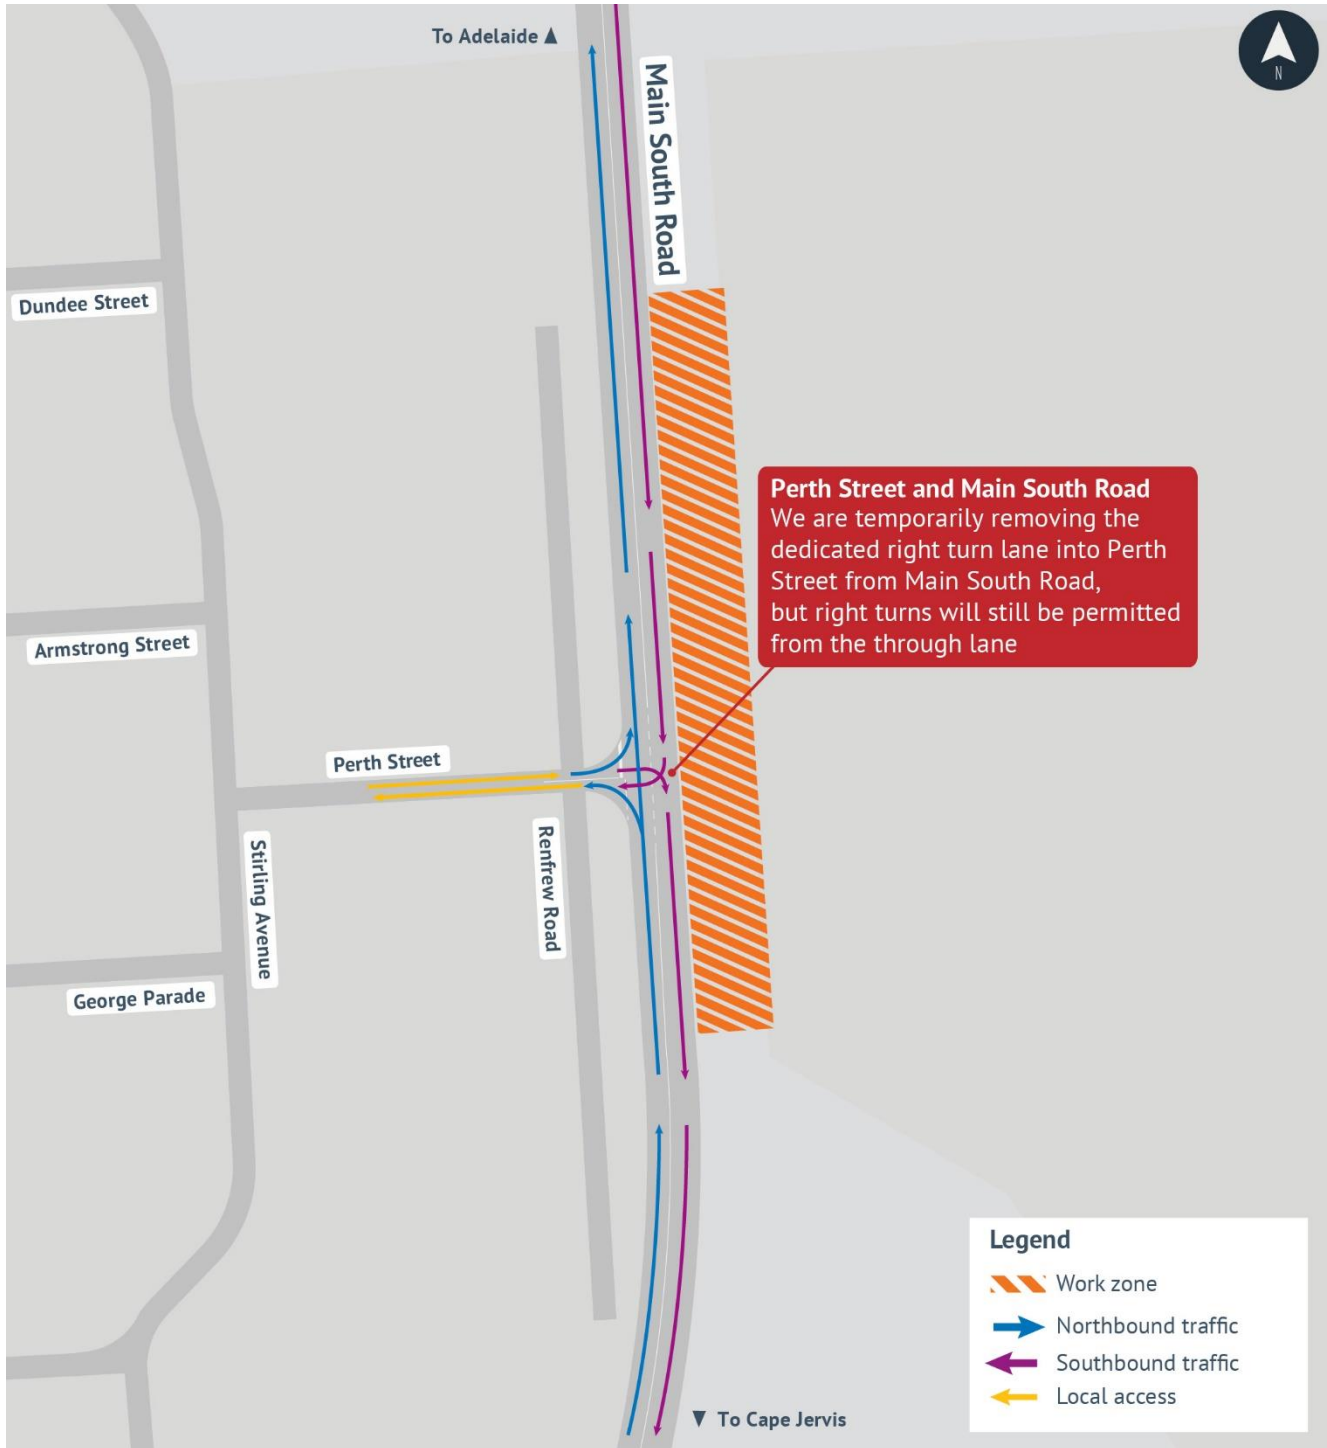 To Adelaide ▲
N
Main South Road
Dundee Street
Perth Street and Main South Road
We are temporarily removing the
dedicated right turn lane into Perth
Street from Main South Road,
but right turns will still be permitted
from the through lane
Armstrong Street
Perth Street
Renfrew Road
Stirling Avenue
George Parade
Legend
Work zone
Northbound traffic
Southbound traffic
Local access
▼ To Cape Jervis